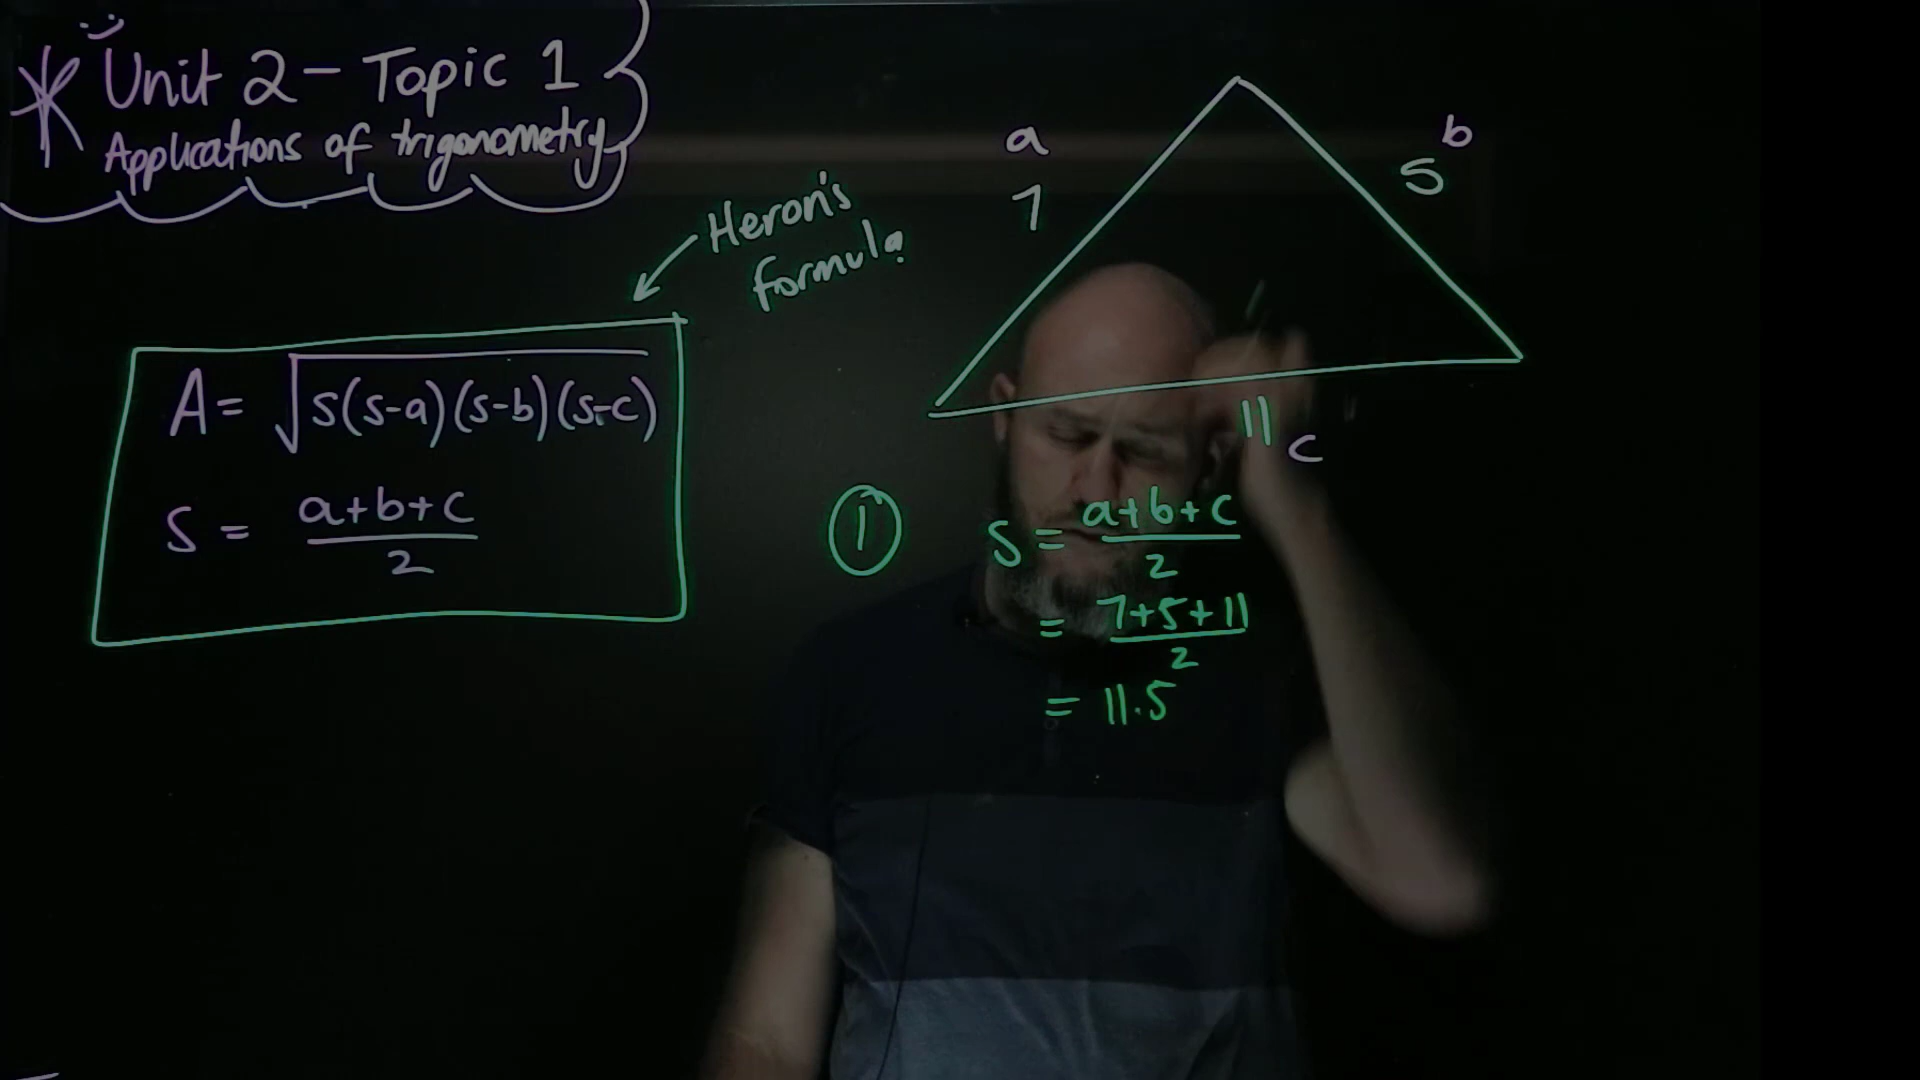 Unit 2 - Topic 1
Applications of trigonometry
Heron's
formula
A = √s(s-a)(s-b)(s-c)
s = a+b+c
2
a
7
b
5
11
c
1
s = a+b+c
2
= 7+5+11
2
= 11.5